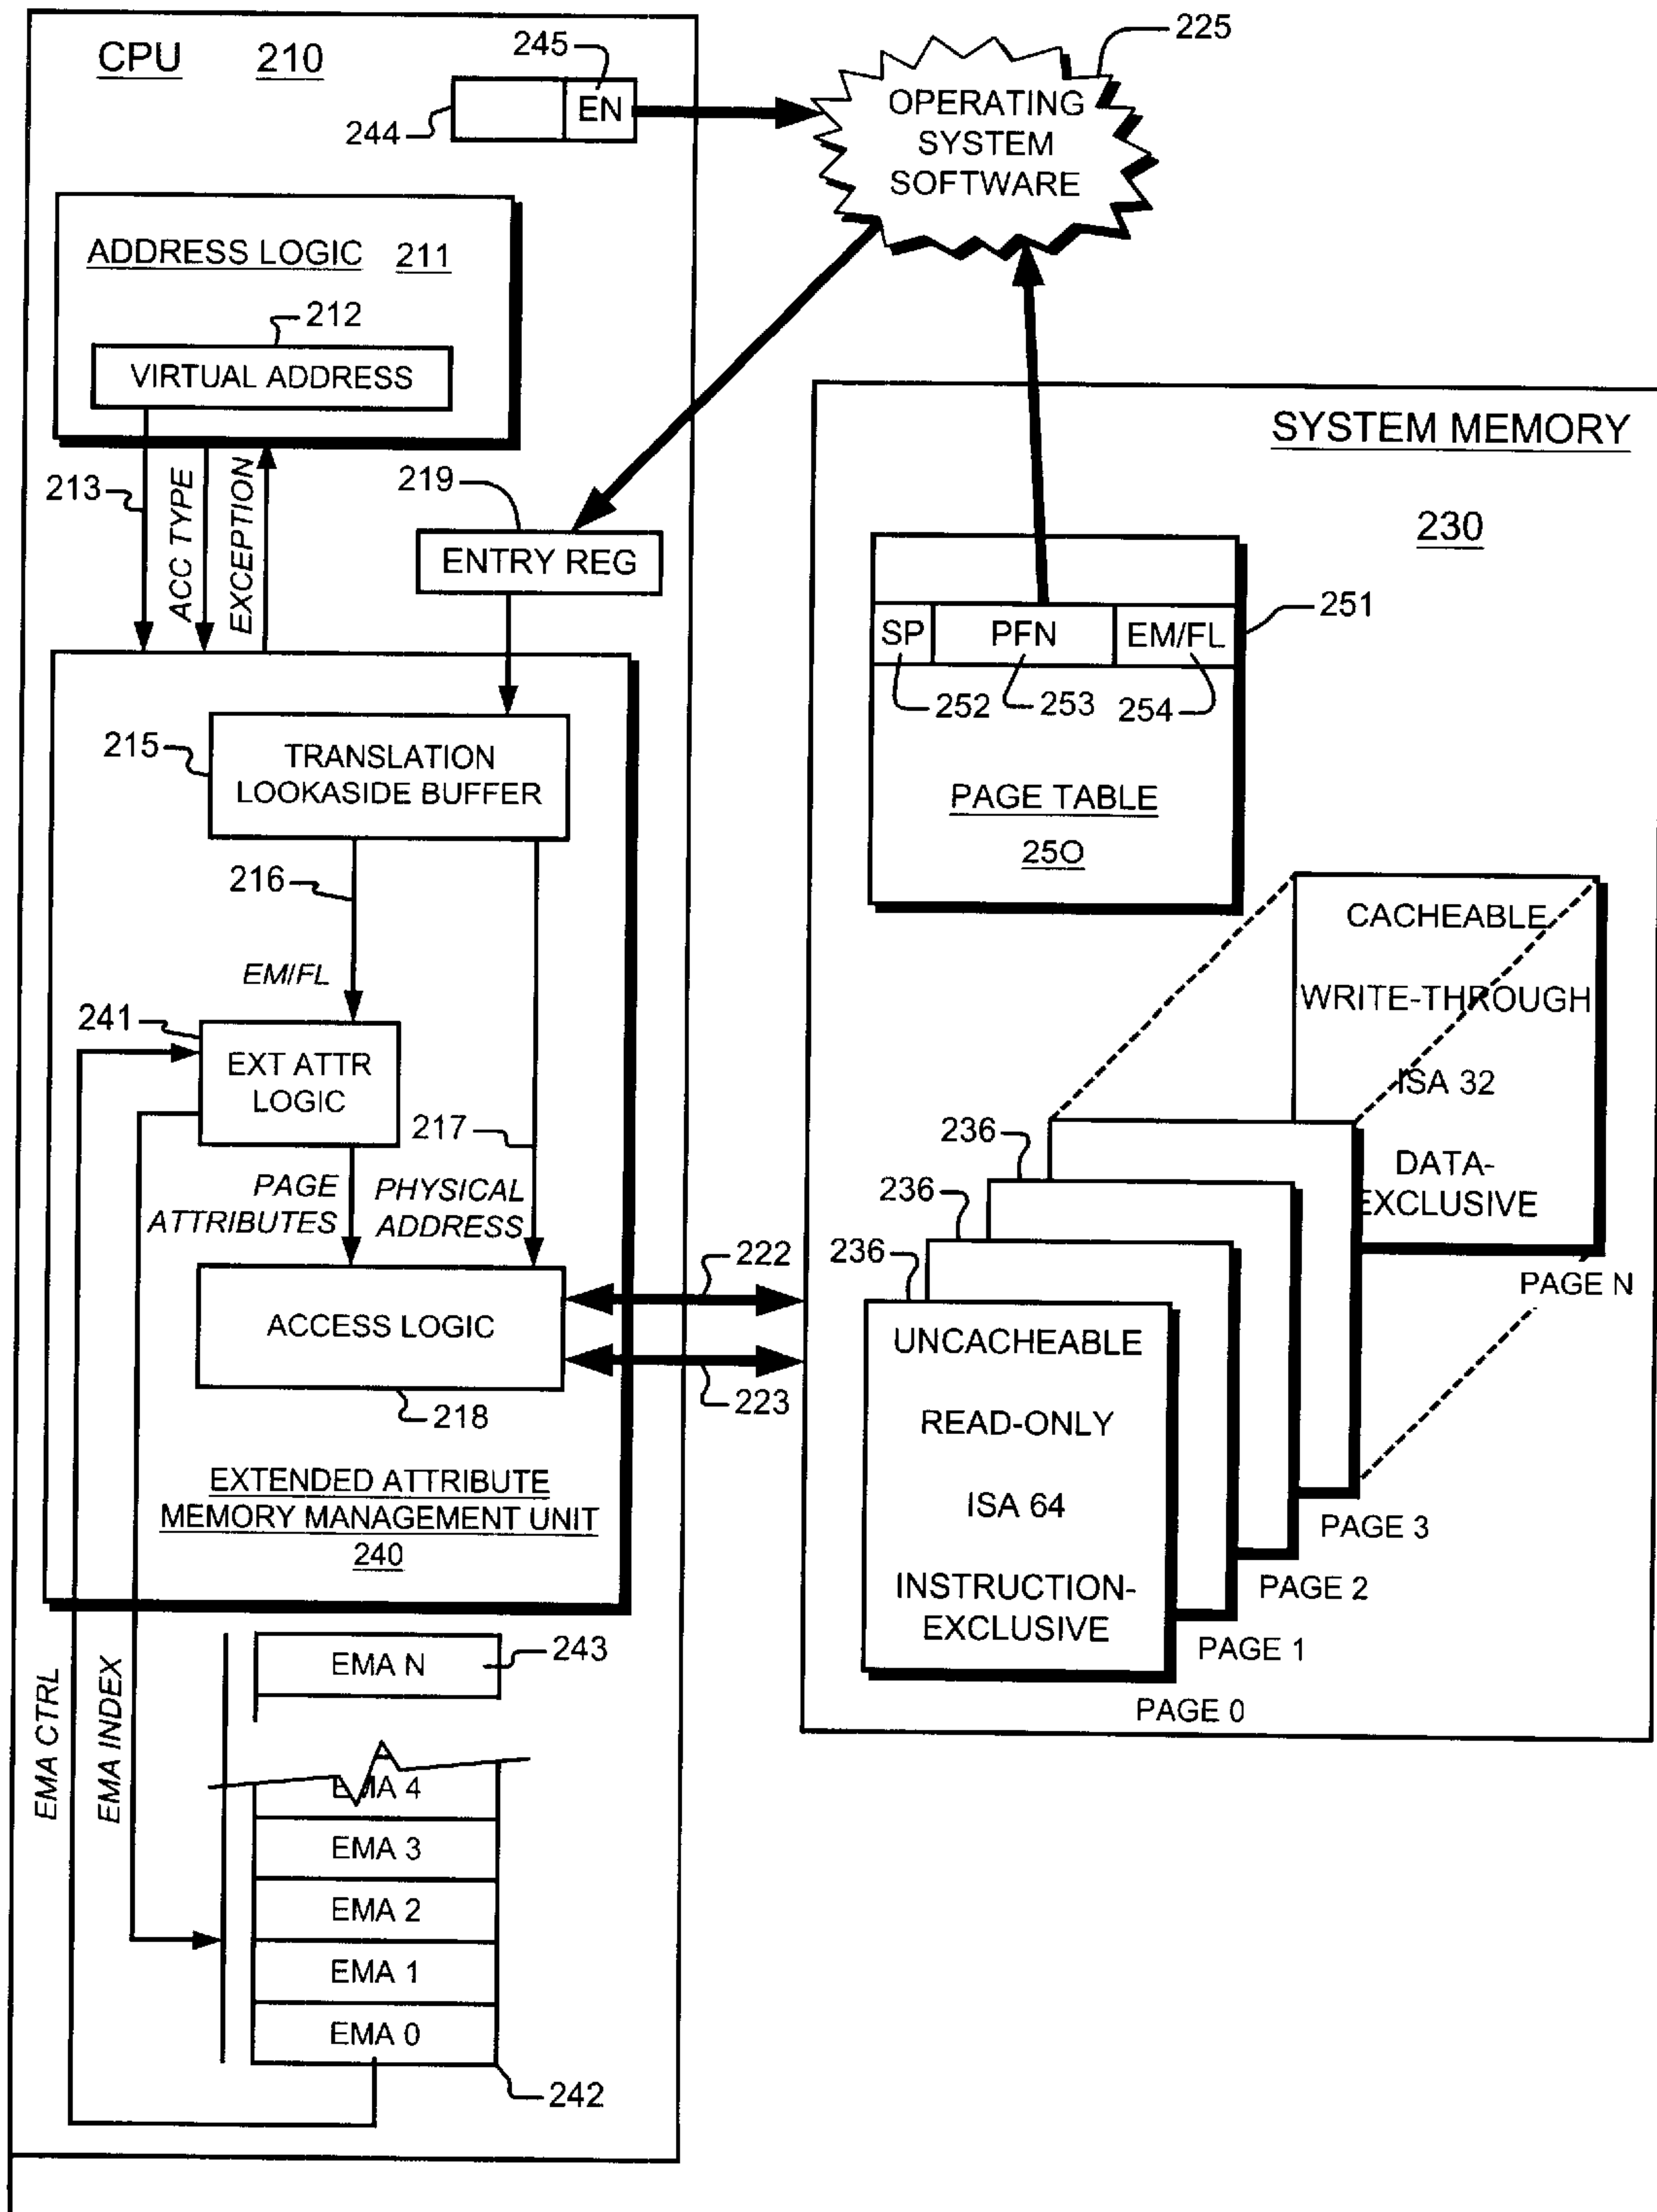 CPU 210
245
EN
244
225
OPERATING
SYSTEM
SOFTWARE
ADDRESS LOGIC 211
212
VIRTUAL ADDRESS
213
ACC TYPE
EXCEPTION
219
ENTRY REG
215
TRANSLATION
LOOKASIDE BUFFER
216
EM/FL
241
EXT ATTR
LOGIC
217
PAGE
ATTRIBUTES
PHYSICAL
ADDRESS
ACCESS LOGIC
218
222
223
EXTENDED ATTRIBUTE
MEMORY MANAGEMENT UNIT
240
EMA CTRL
EMA INDEX
EMA N
243
EMA 4
EMA 3
EMA 2
EMA 1
EMA 0
242
SYSTEM MEMORY
230
251
SP
PFN
EM/FL
252
253
254
PAGE TABLE
250
CACHEABLE
WRITE-THROUGH
ISA 32
DATA-
EXCLUSIVE
PAGE N
236
236
236
UNCACHEABLE
READ-ONLY
ISA 64
INSTRUCTION-
EXCLUSIVE
PAGE 3
PAGE 2
PAGE 1
PAGE 0